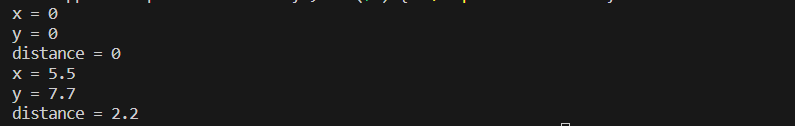 x = 0
y = 0
distance = 0
x = 5.5
y = 7.7
distance = 2.2